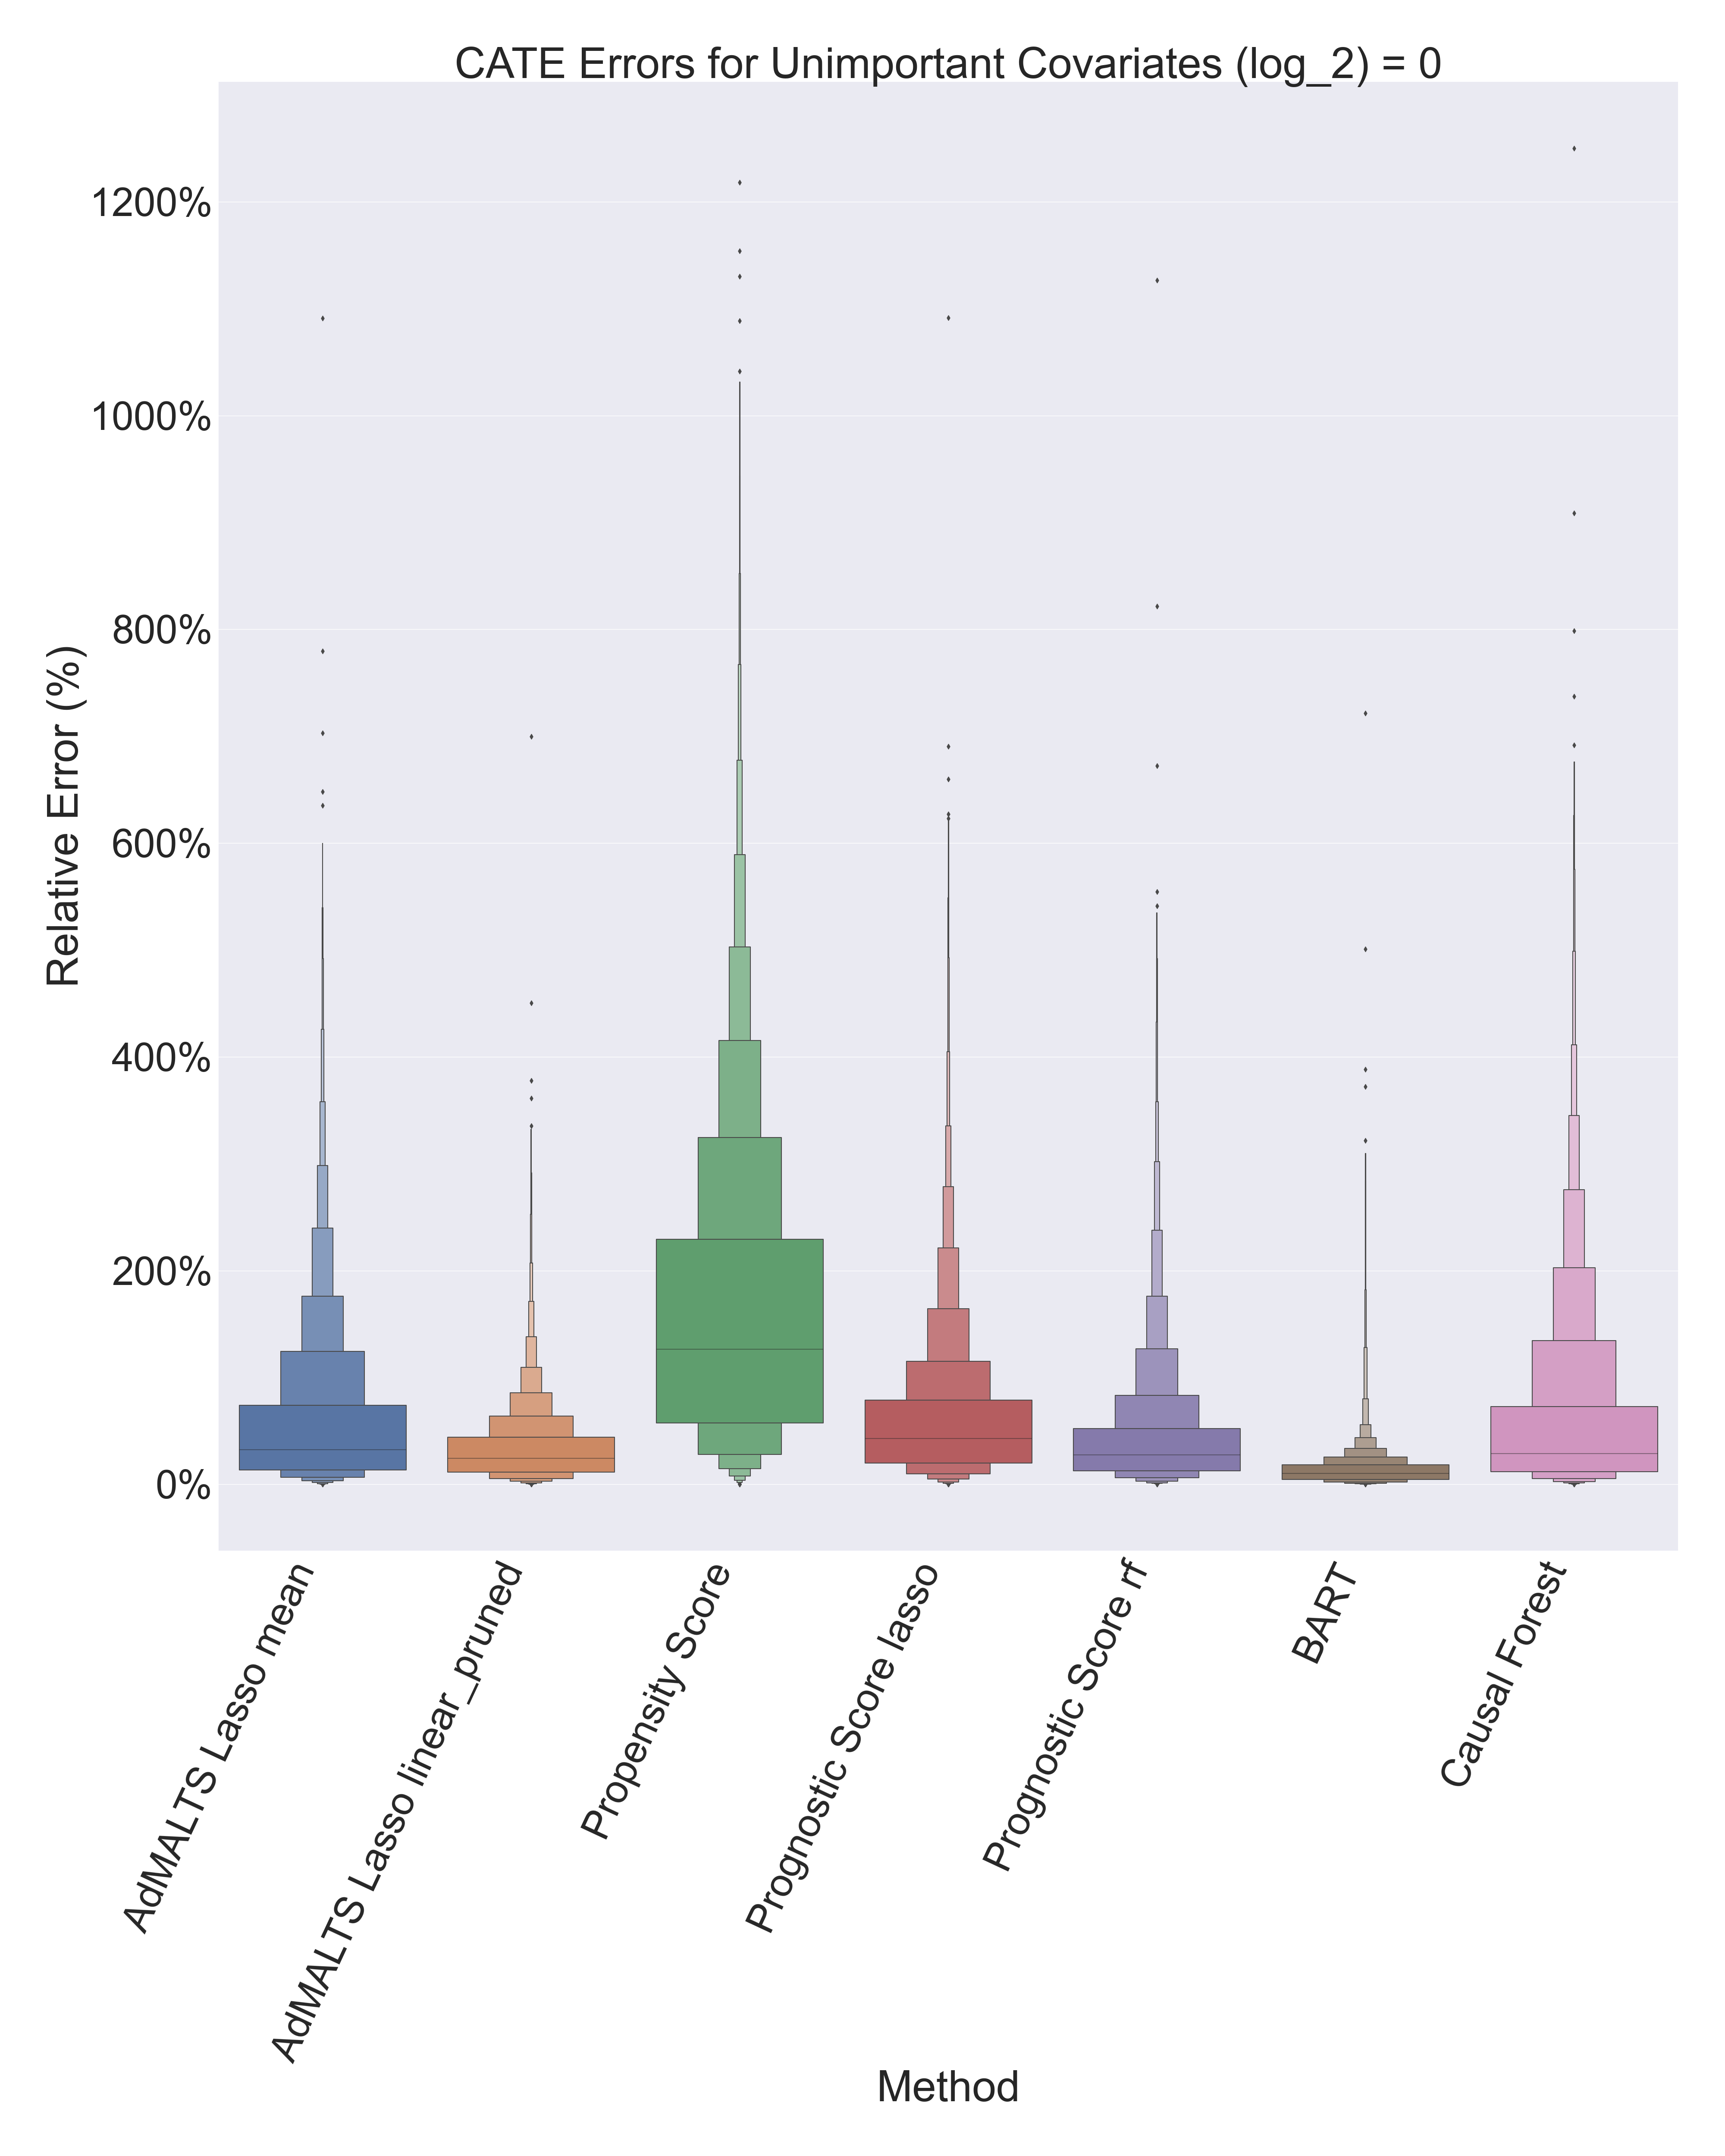 CATE Errors for Unimportant Covariates (log_2) = 0
Relative Error (%)
1200%
1000%
800%
600%
400%
200%
0%
AdMALTS Lasso mean
AdMALTS Lasso linear_pruned
Propensity Score
Prognostic Score lasso
Prognostic Score rf
BART
Causal Forest
Method